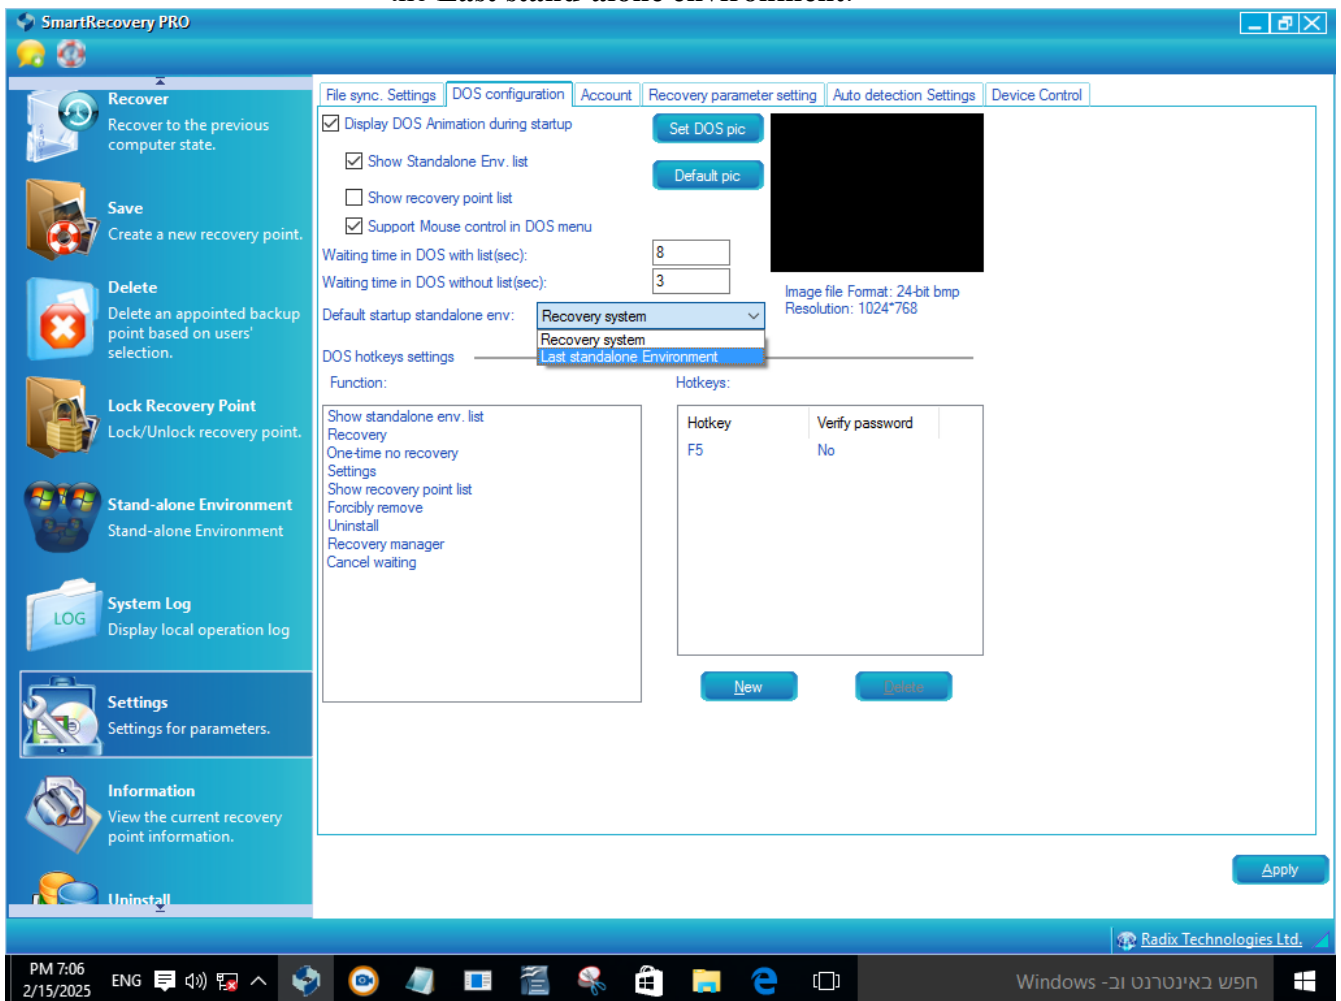 the Last stand-alone environment.
SmartRecovery PRO
Recover
Recover to the previous
computer state.
Save
Create a new recovery point.
Delete
Delete an appointed backup
point based on users'
selection.
Lock Recovery Point
Lock/Unlock recovery point.
Stand-alone Environment
Stand-alone Environment
LOG
System Log
Display local operation log
Settings
Settings for parameters.
Information
View the current recovery
point information.
Uninstall
File sync. Settings DOS configuration Account Recovery parameter setting Auto detection Settings Device Control
Display DOS Animation during startup
Set DOS pic
Show Standalone Env. list
Default pic
Show recovery point list
Support Mouse control in DOS menu
Waiting time in DOS with list(sec): 8
Waiting time in DOS without list(sec): 3
Image file Format: 24-bit bmp
Resolution: 1024*768
Default startup standalone env: Recovery system
Recovery system
Last standalone Environment
DOS hotkeys settings
Function:
Show standalone env. list
Recovery
One-time no recovery
Settings
Show recovery point list
Forcibly remove
Uninstall
Recovery manager
Cancel waiting
Hotkeys:
Hotkey Verify password
F5 No
New Delete
Apply
Radix Technologies Ltd.
PM 7:06
2/15/2025
ENG
חפש באינטרנט וב- Windows